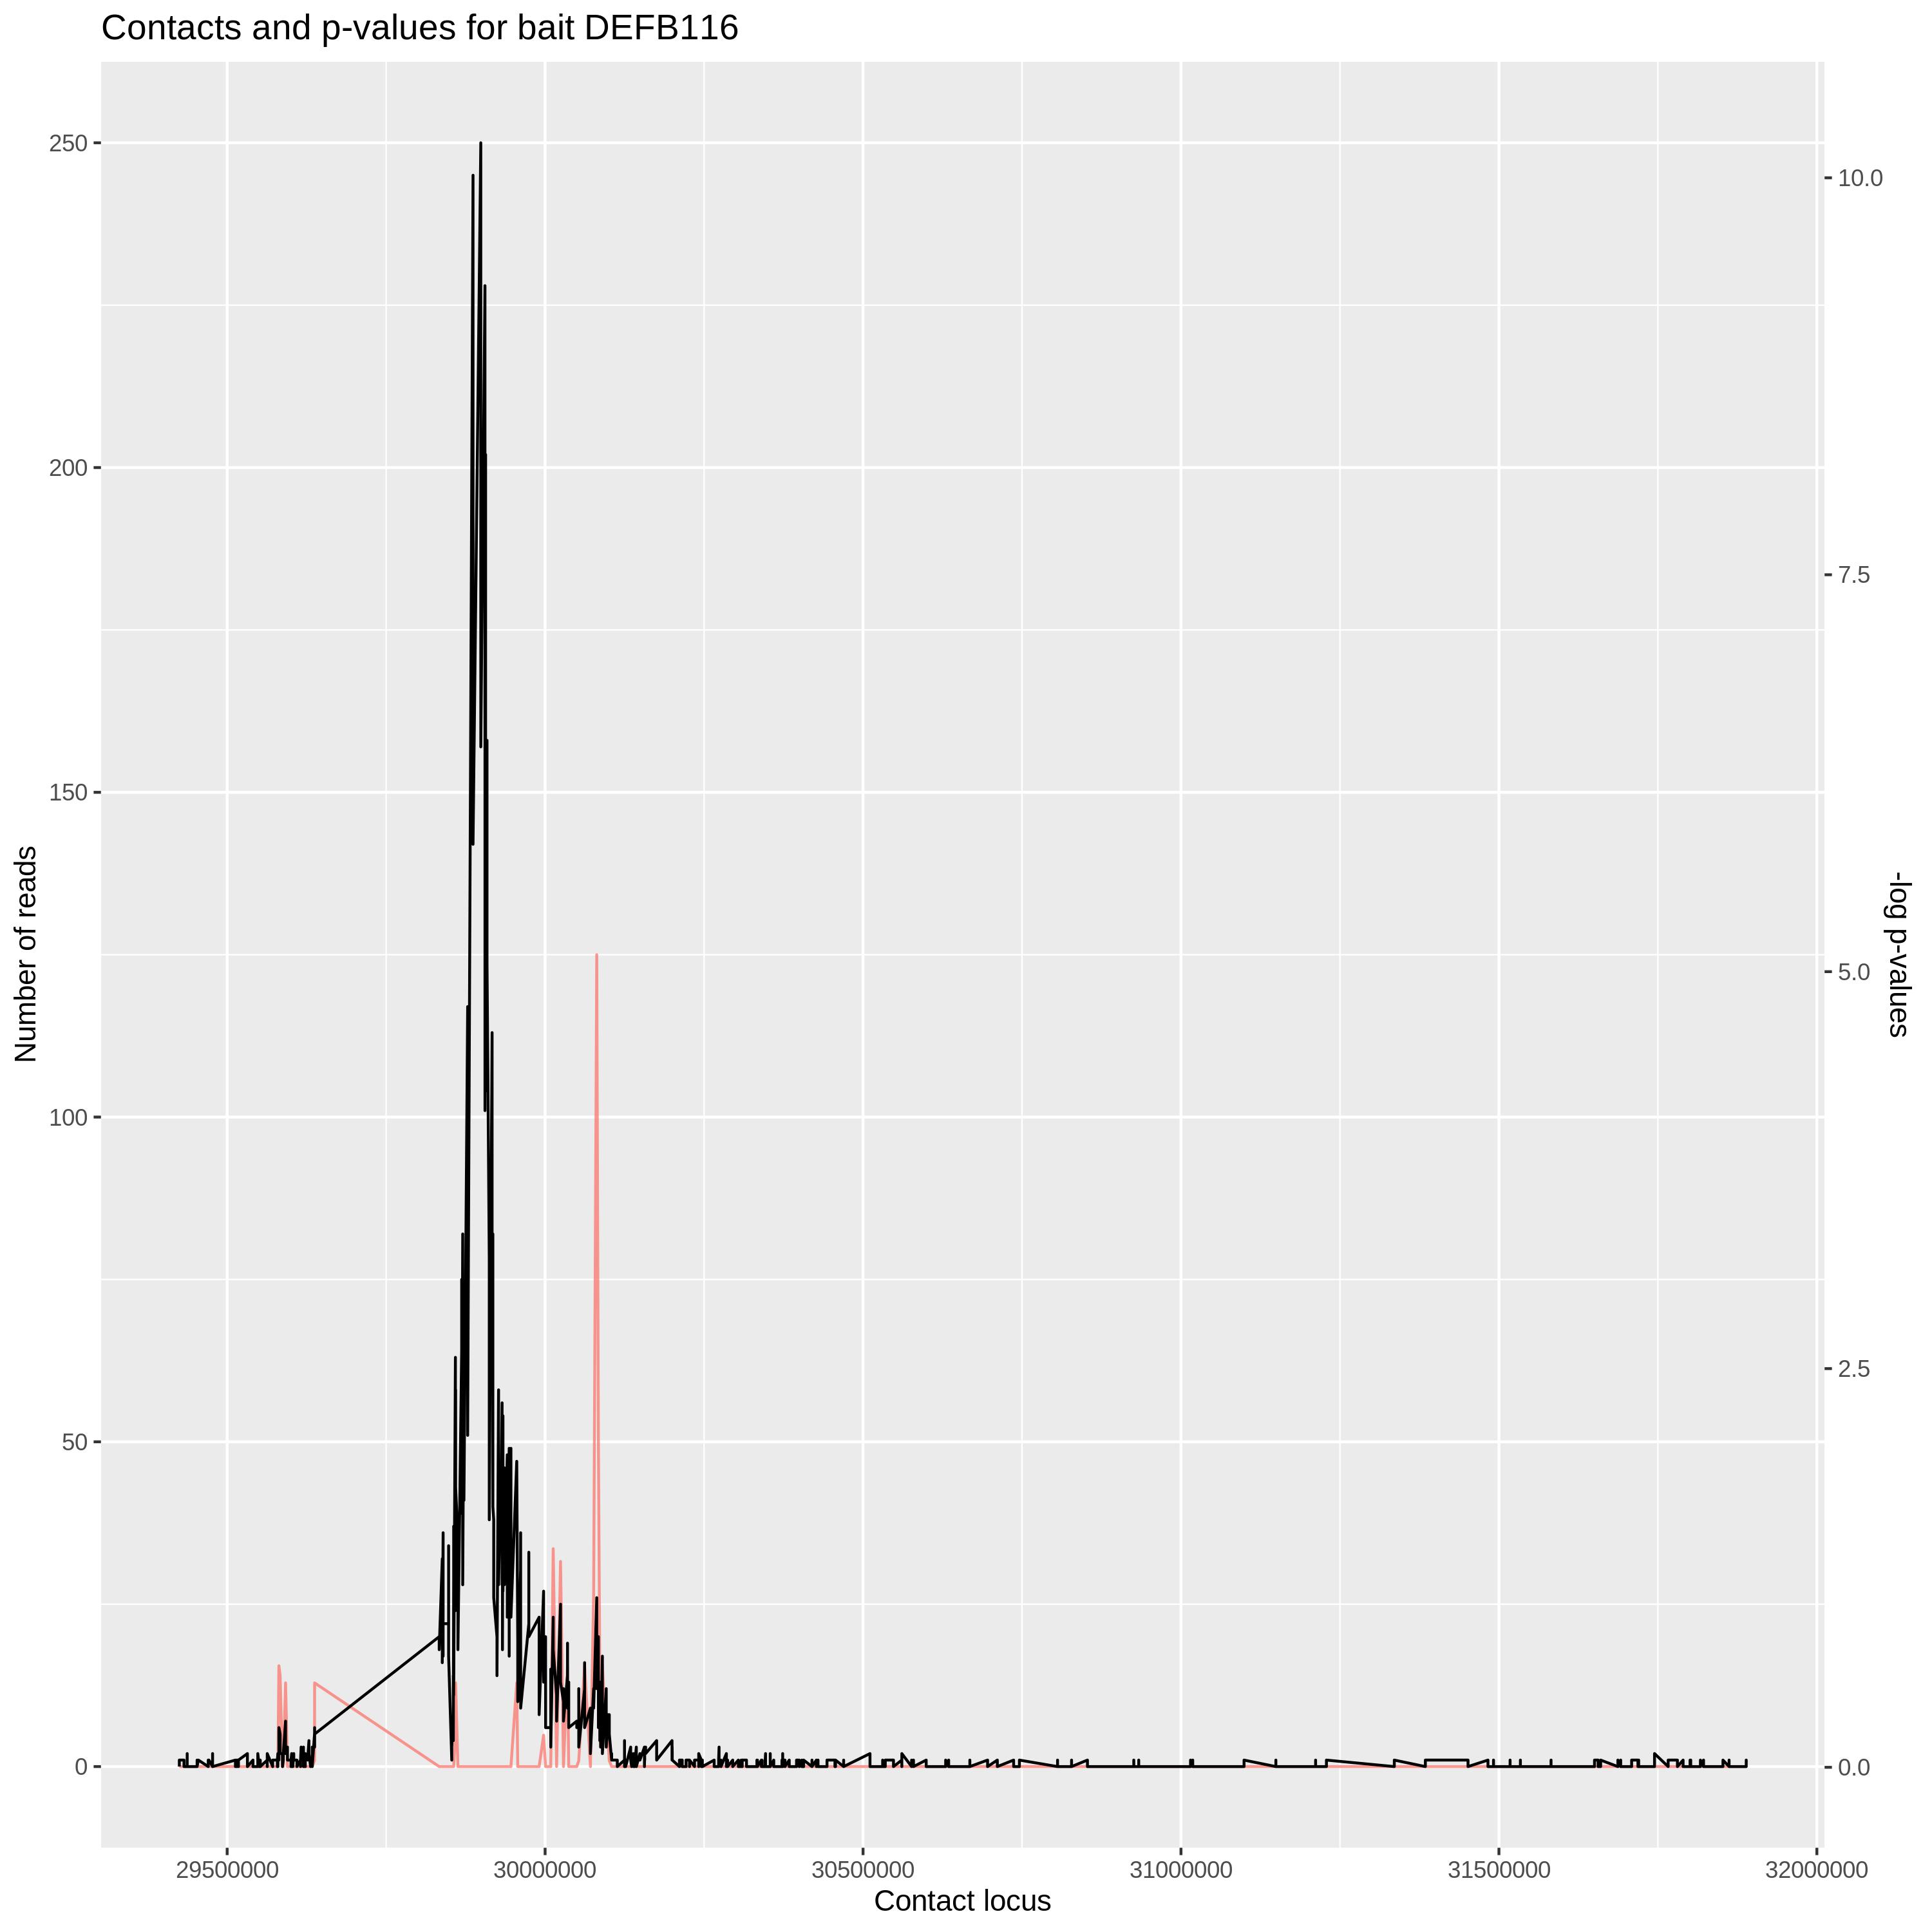 Contacts and p-values for bait DEFB116
250
200
150
100
50
0
Number of reads
10.0
7.5
5.0
2.5
0.0
-log p-values
29500000 30000000 30500000 31000000 31500000 32000000
Contact locus